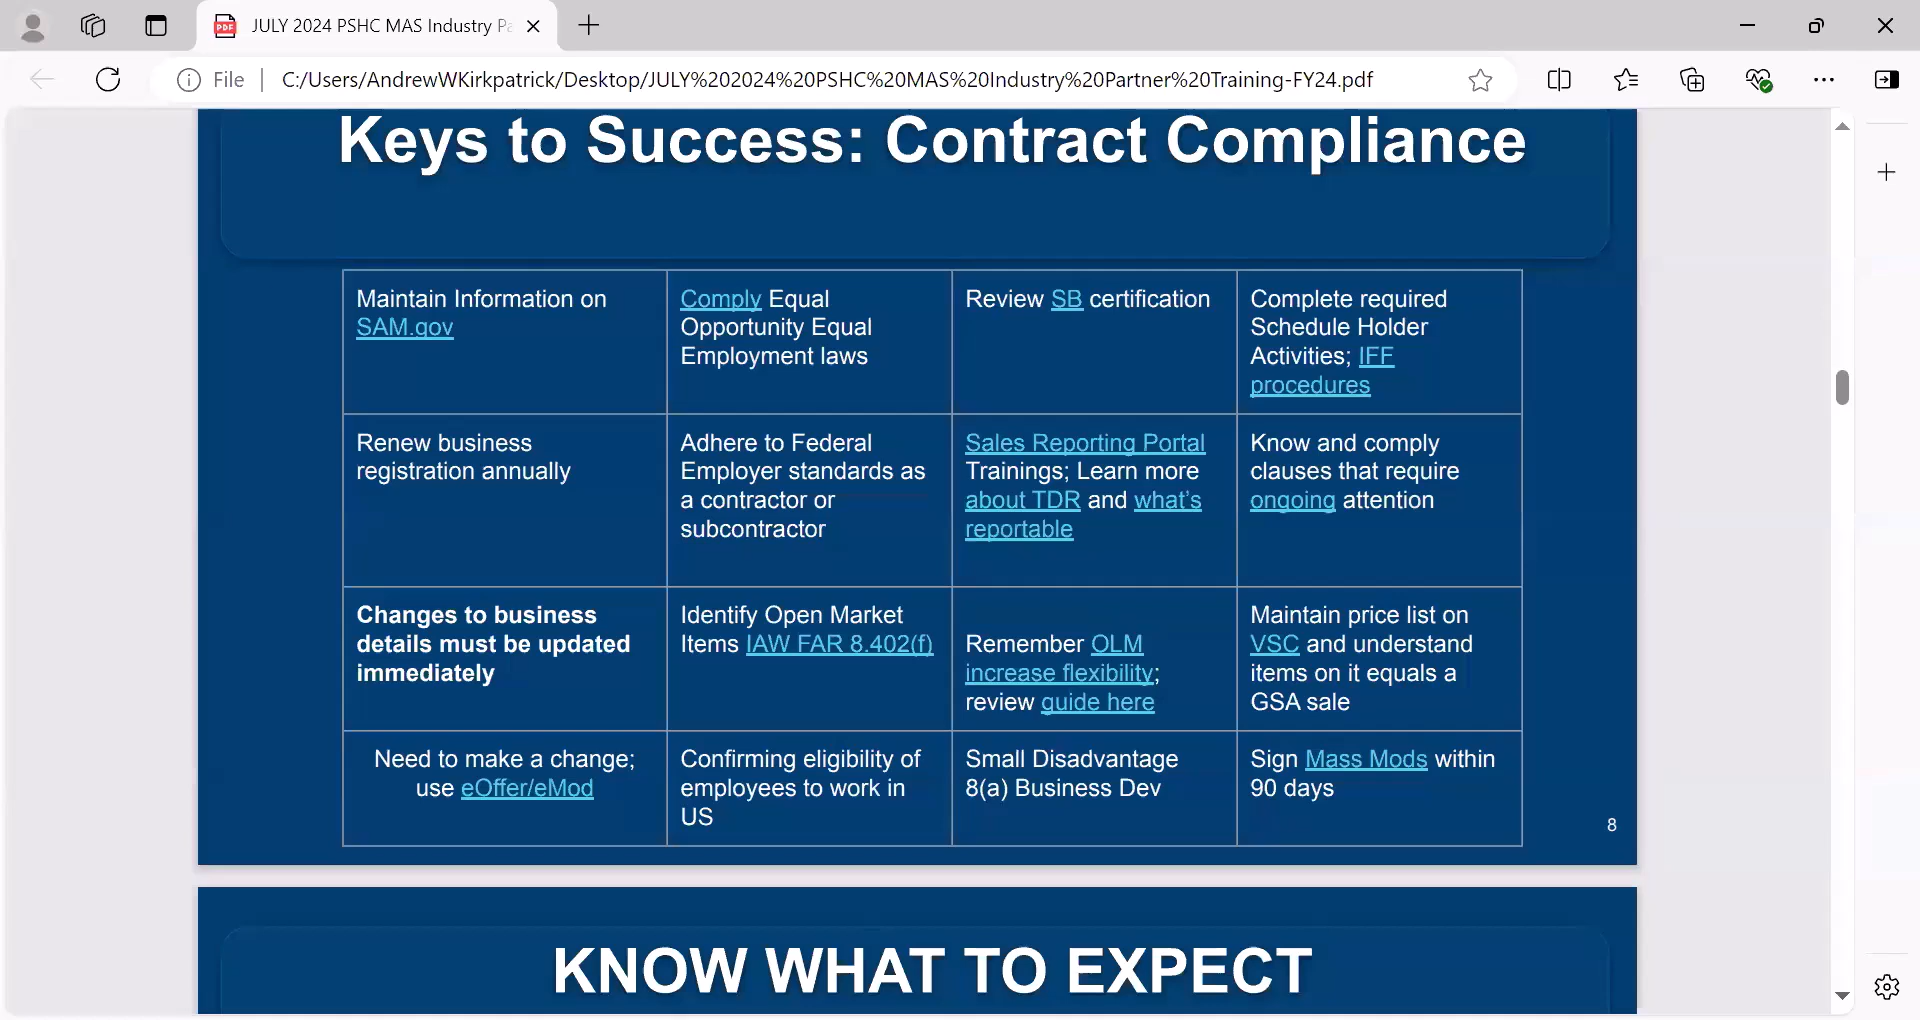 JULY 2024 PSHC MAS Industry Pa
File
C:/Users/AndrewWKirkpatrick/Desktop/JULY%202024%20PSHC%20MAS%20Industry%20Partner%20Training-FY24.pdf
Keys to Success: Contract Compliance
Maintain Information on
SAM.gov
Comply Equal
Opportunity Equal
Employment laws
Review SB certification
Complete required
Schedule Holder
Activities; IFF
procedures
Renew business
registration annually
Adhere to Federal
Employer standards as
a contractor or
subcontractor
Sales Reporting Portal
Trainings; Learn more
about TDR and what's
reportable
Know and comply
clauses that require
ongoing attention
Changes to business
details must be updated
immediately
Identify Open Market
Items IAW FAR 8.402(f)
Remember OLM
increase flexibility;
review guide here
Maintain price list on
VSC and understand
items on it equals a
GSA sale
Need to make a change;
use eOffer/eMod
Confirming eligibility of
employees to work in
US
Small Disadvantage
8(a) Business Dev
Sign Mass Mods within
90 days
8
KNOW WHAT TO EXPECT